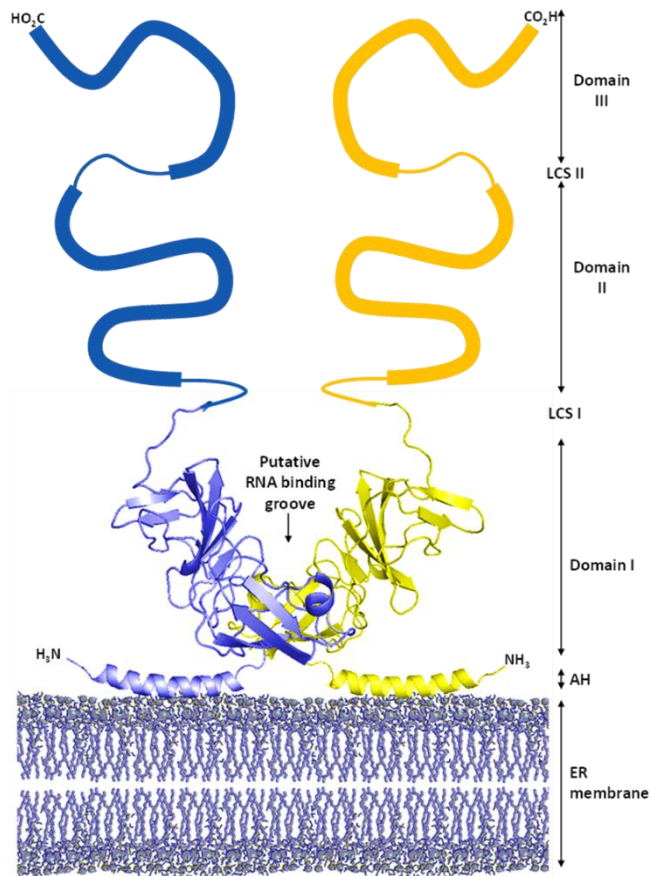 HO₂C
CO₂H
Domain
III
LCS II
Domain
II
LCS I
Putative
RNA binding
groove
Domain I
H₃N
NH₃
AH
ER
membrane